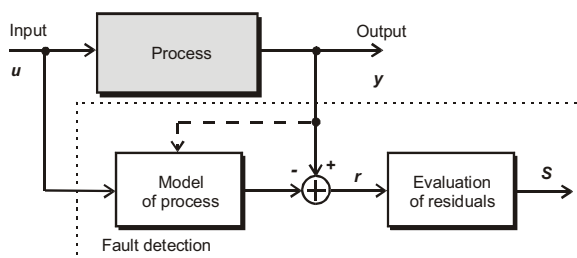 Input
Output
Process
u
y
Model
of process
-
+
r
Evaluation
of residuals
S
Fault detection